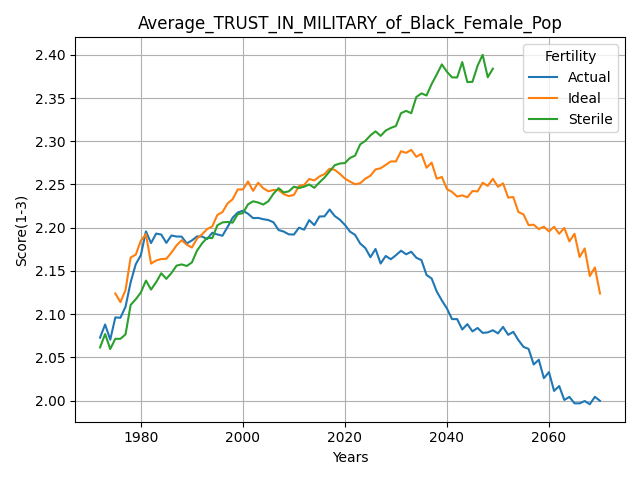 Average_TRUST_IN_MILITARY_of_Black_Female_Pop
Fertility
Actual
Ideal
Sterile
Score(1-3)
2.40
2.35
2.30
2.25
2.20
2.15
2.10
2.05
2.00
1980
2000
2020
2040
2060
Years